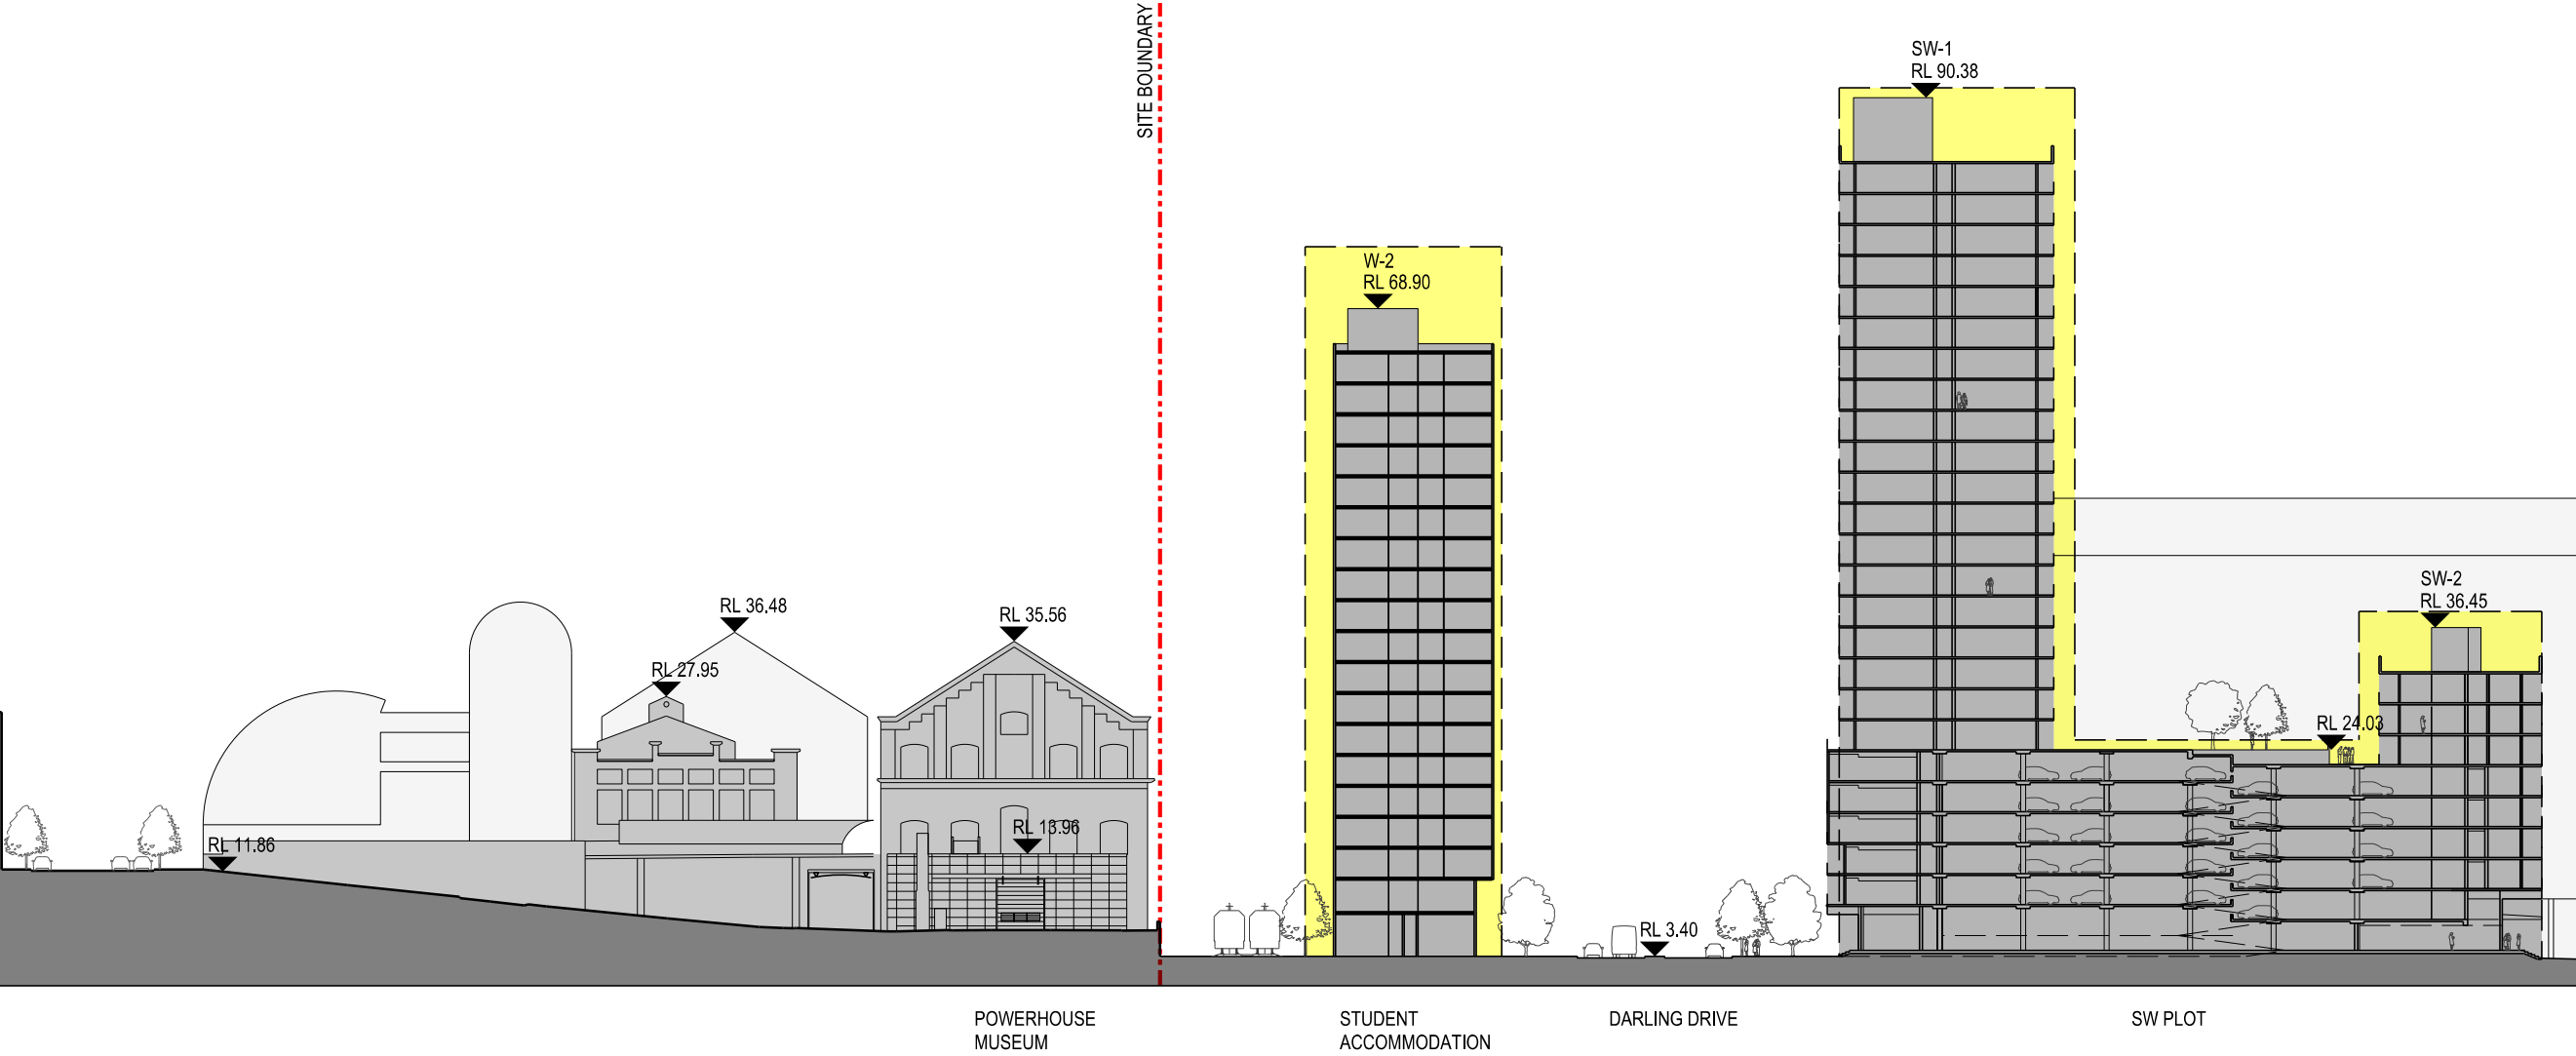 SITE BOUNDARY
SW-1
RL 90.38
W-2
RL 68.90
SW-2
RL 36.45
RL 36.48
RL 35.56
RL 27.95
RL 24.03
RL 13.96
RL 11.86
RL 3.40
POWERHOUSE
MUSEUM
STUDENT
ACCOMMODATION
DARLING DRIVE
SW PLOT